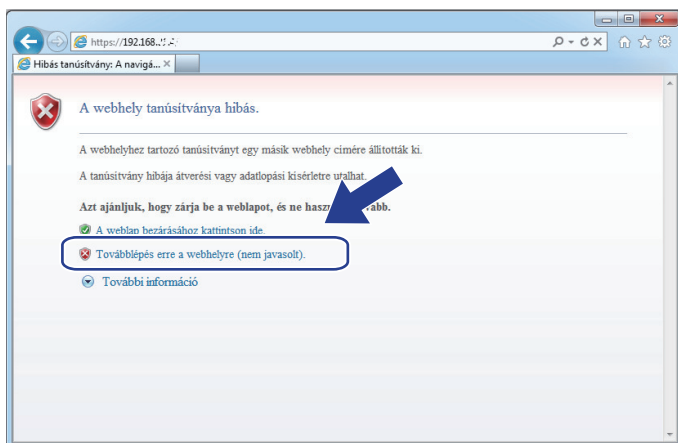 https://192.168.
Hibás tanúsítvány: A navigá...
A webhely tanúsítványa hibás.
A webhelyhez tartozó tanúsítványt egy másik webhely címére állították ki.
A tanúsítvány hibája átverési vagy adatlopási kísérletre utalhat.
Azt ajánljuk, hogy zárja be a weblapot, és ne
A weblap bezárásához kattintson ide.
Továbblépés erre a webhelyre (nem javasolt).
További információ